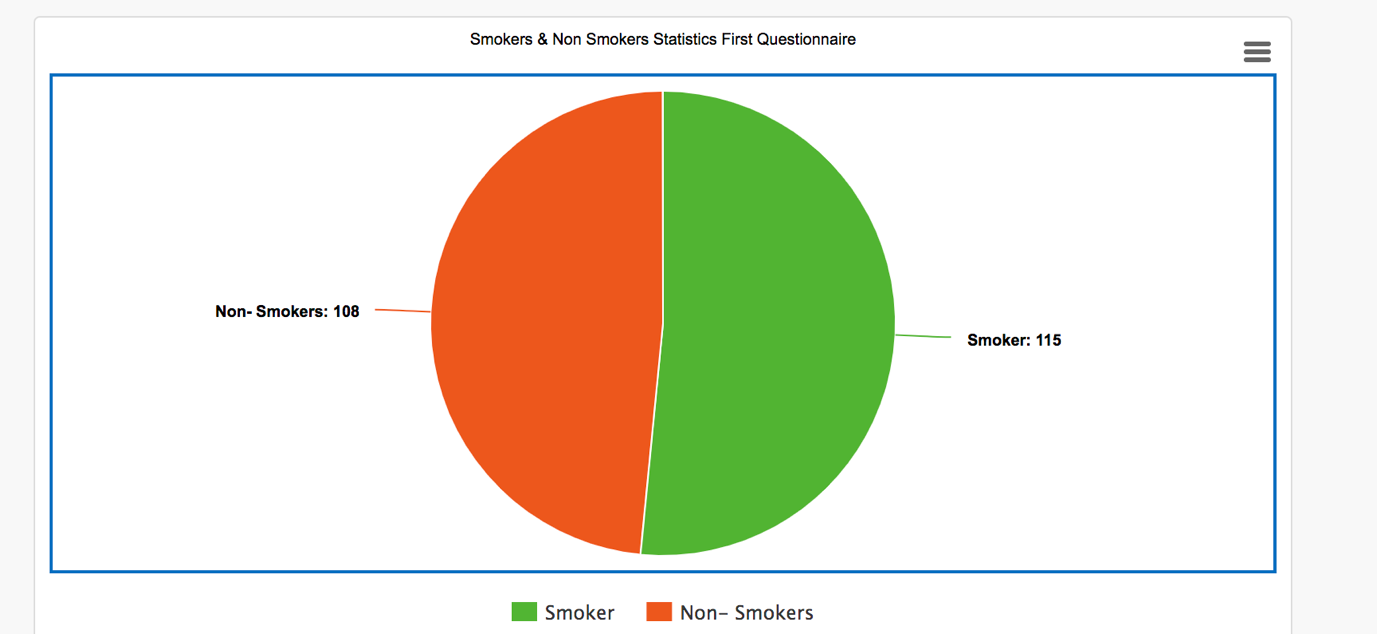 Smokers & Non Smokers Statistics First Questionnaire
Non- Smokers: 108
Smoker: 115
Smoker Non- Smokers